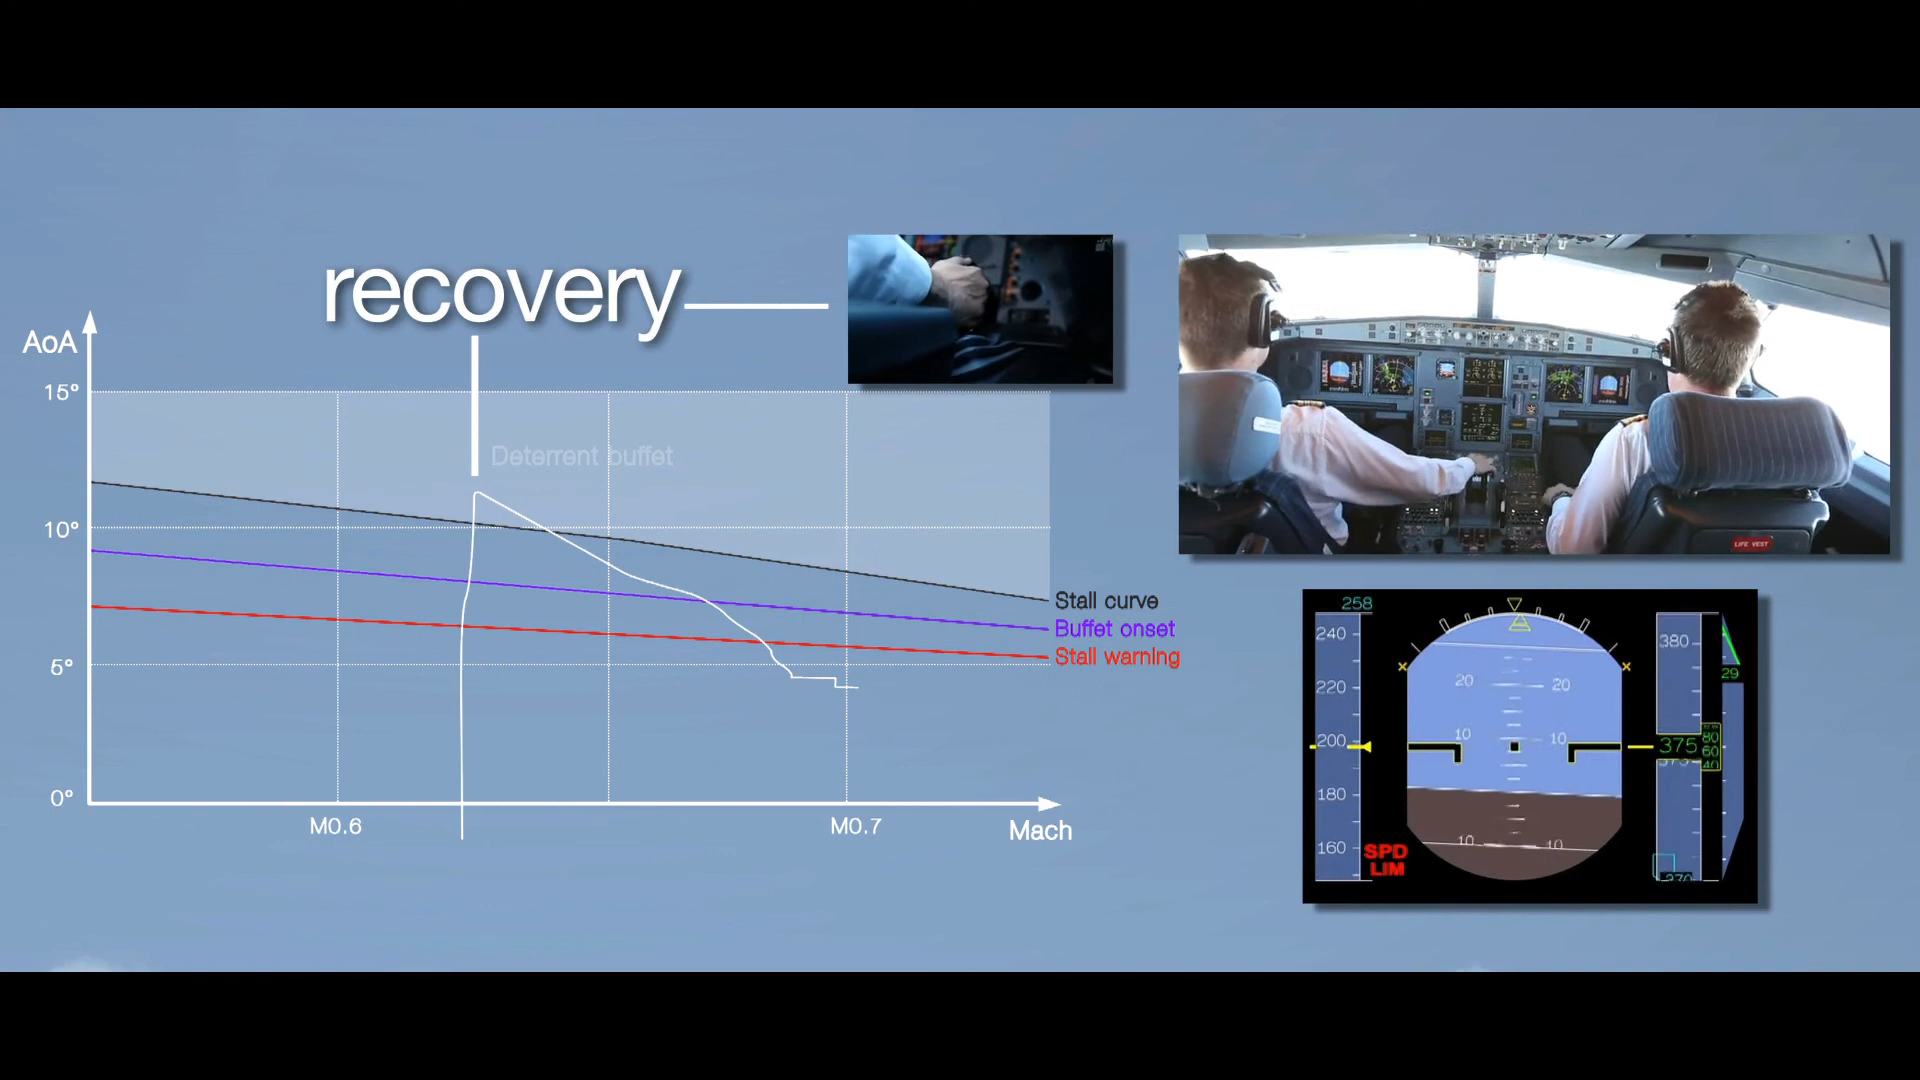 recovery
AoA
15°
10°
5°
0°
Deterrent buffet
Stall curve
Buffet onset
Stall warning
M0.6
M0.7
Mach
LIFE VEST
258
240
220
200
180
160
SPD
LIM
20 20
10 10
10 10
380
375
80
60
40
29